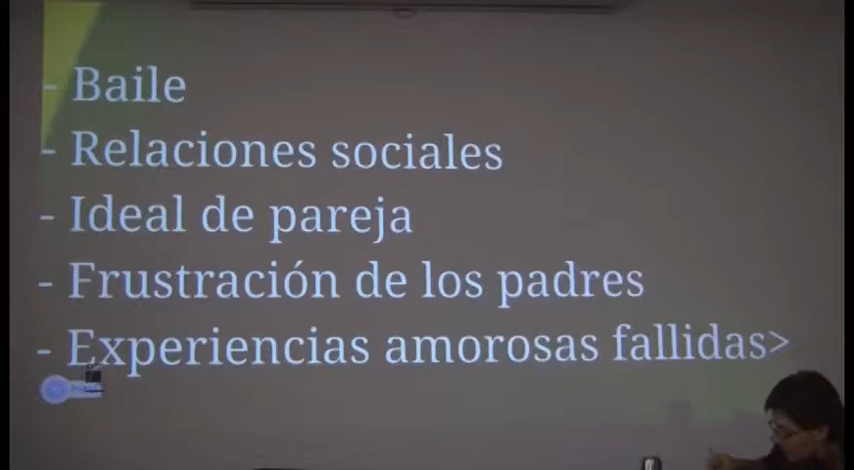 - Baile
- Relaciones sociales
- Ideal de pareja
- Frustración de los padres
- Experiencias amorosas fallidas>